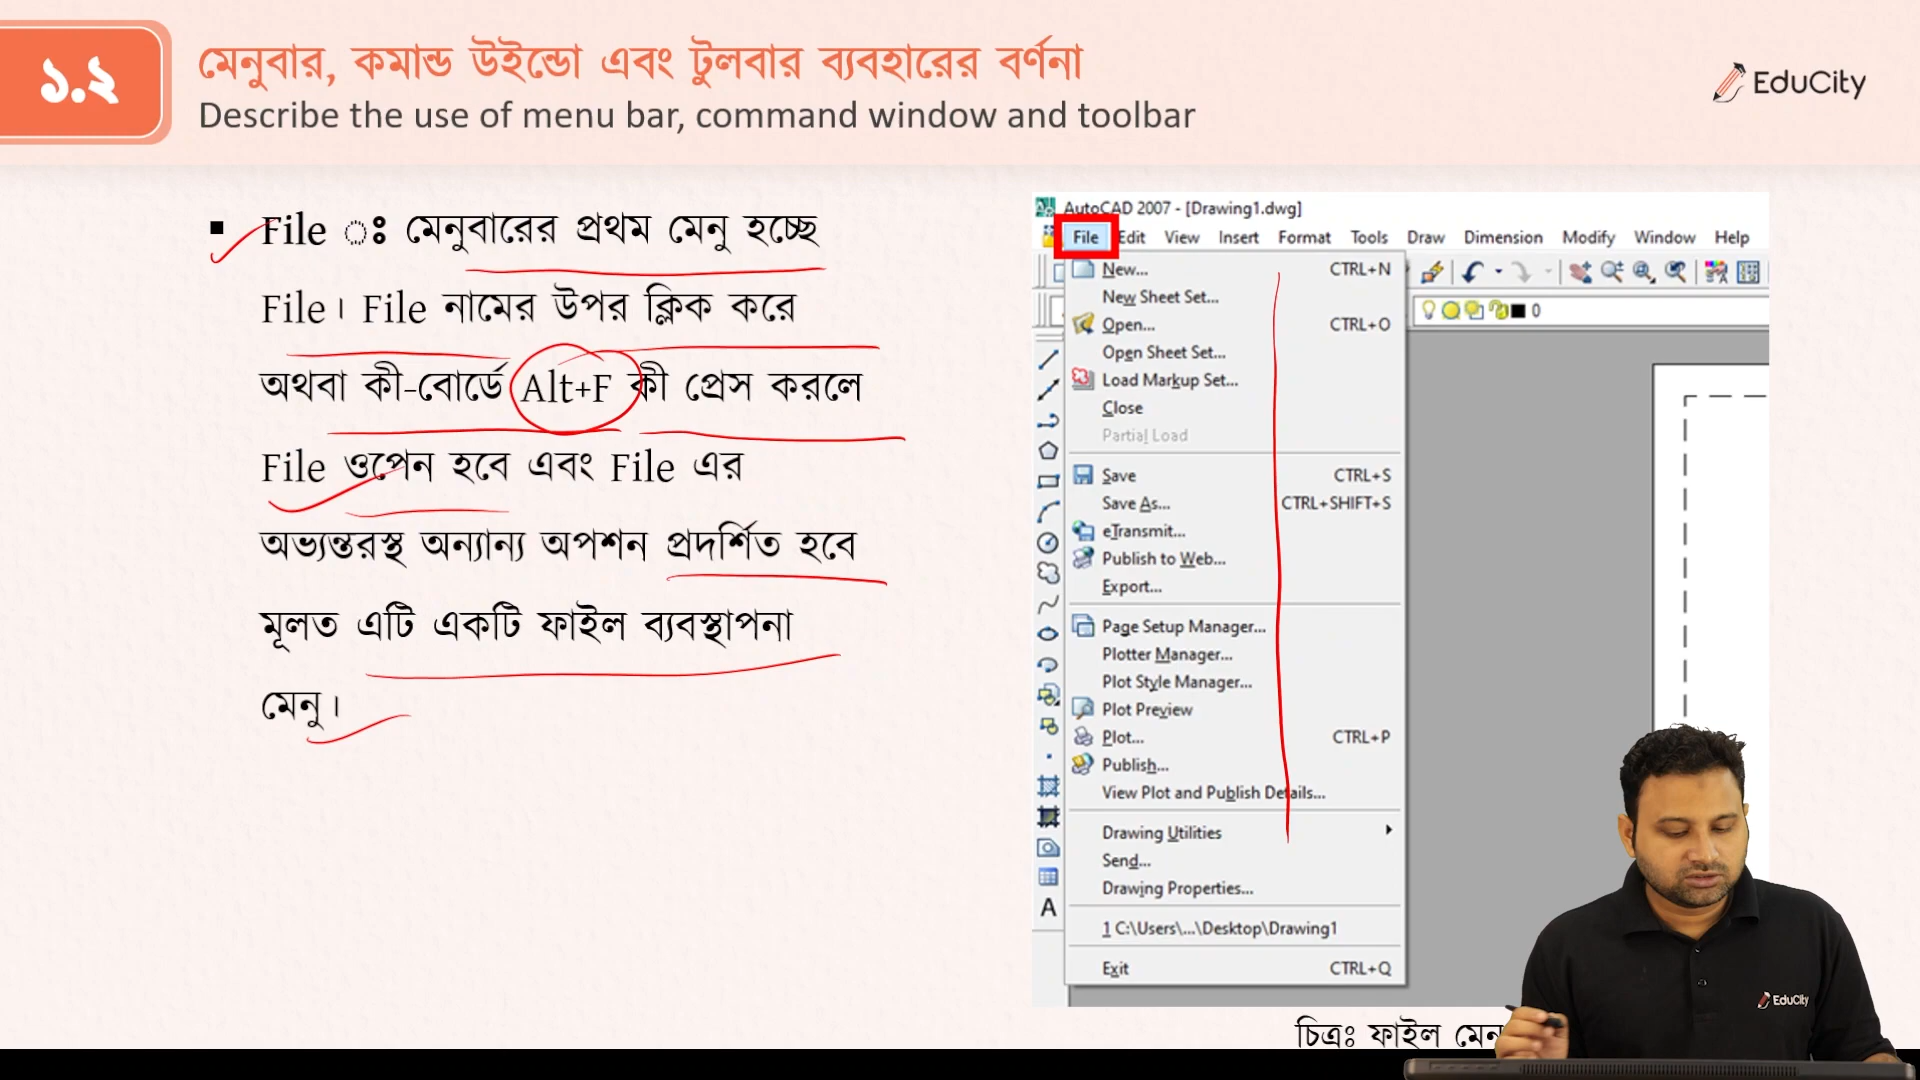 ১.২
মেনুবার, কমান্ড উইন্ডো এবং টুলবার ব্যবহারের বর্ণনা
Describe the use of menu bar, command window and toolbar
EduCity
▪ File ঃ মেনুবারের প্রথম মেনু হচ্ছে
File। File নামের উপর ক্লিক করে
অথবা কী-বোর্ডে Alt+F কী প্রেস করলে
File ওপেন হবে এবং File এর
অভ্যন্তরস্থ অন্যান্য অপশন প্রদর্শিত হবে
মূলত এটি একটি ফাইল ব্যবস্থাপনা
মেনু।
AutoCAD 2007 - [Drawing1.dwg]
File Edit View Insert Format Tools Draw Dimension Modify Window Help
New... CTRL+N
New Sheet Set...
Open... CTRL+O
Open Sheet Set...
Load Markup Set...
Close
Partial Load
Save CTRL+S
Save As... CTRL+SHIFT+S
eTransmit...
Publish to Web...
Export...
Page Setup Manager...
Plotter Manager...
Plot Style Manager...
Plot Preview
Plot... CTRL+P
Publish...
View Plot and Publish Details...
Drawing Utilities
Send...
Drawing Properties...
1 C:\Users\...\Desktop\Drawing1
Exit CTRL+Q
0
A
চিত্রঃ ফাইল মেনু
EduCity